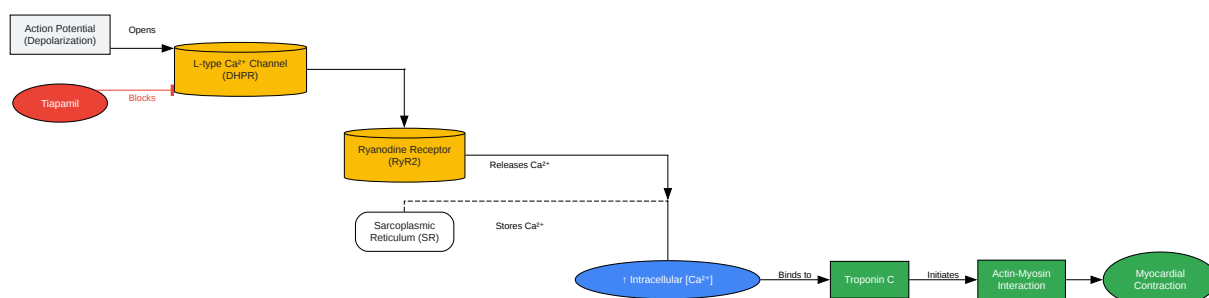 Action Potential
(Depolarization)
Opens
L-type Ca²⁺ Channel
(DHPR)
Tiapamil
Blocks
Ryanodine Receptor
(RyR2)
Releases Ca²⁺
Sarcoplasmic
Reticulum (SR)
Stores Ca²⁺
↑ Intracellular [Ca²⁺]
Binds to
Troponin C
Initiates
Actin-Myosin
Interaction
Myocardial
Contraction